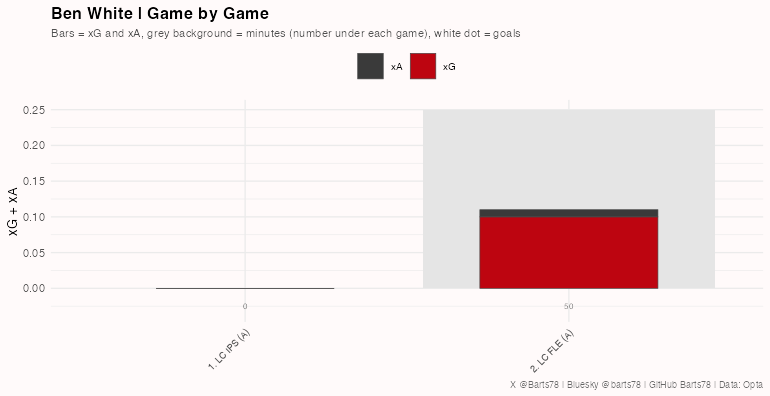 Ben White | Game by Game
Bars = xG and xA, grey background = minutes (number under each game), white dot = goals
xA
xG
xG + xA
0.25
0.20
0.15
0.10
0.05
0.00
0
50
1. LC IPS (A)
2. LC FLE (A)
X @Barts78 | Bluesky @barts78 | GitHub Barts78 | Data: Opta